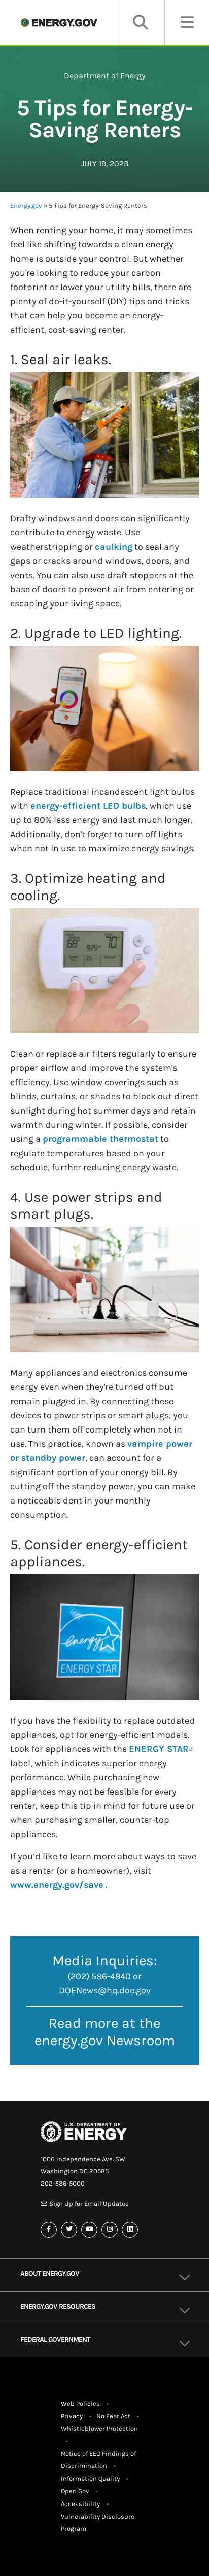 ENERGY.GOV
Department of Energy
5 Tips for Energy-
Saving Renters
JULY 19, 2023
Energy.gov » 5 Tips for Energy-Saving Renters
When renting your home, it may sometimes
feel like shifting towards a clean energy
home is outside your control. But whether
you're looking to reduce your carbon
footprint or lower your utility bills, there are
plenty of do-it-yourself (DIY) tips and tricks
that can help you become an energy-
efficient, cost-saving renter.
1. Seal air leaks.
Drafty windows and doors can significantly
contribute to energy waste. Use
weatherstripping or caulking to seal any
gaps or cracks around windows, doors, and
vents. You can also use draft stoppers at the
base of doors to prevent air from entering or
escaping your living space.
2. Upgrade to LED lighting.
Replace traditional incandescent light bulbs
with energy-efficient LED bulbs, which use
up to 80% less energy and last much longer.
Additionally, don't forget to turn off lights
when not in use to maximize energy savings.
3. Optimize heating and
cooling.
Clean or replace air filters regularly to ensure
proper airflow and improve the system's
efficiency. Use window coverings such as
blinds, curtains, or shades to block out direct
sunlight during hot summer days and retain
warmth during winter. If possible, consider
using a programmable thermostat to
regulate temperatures based on your
schedule, further reducing energy waste.
4. Use power strips and
smart plugs.
Many appliances and electronics consume
energy even when they're turned off but
remain plugged in. By connecting these
devices to power strips or smart plugs, you
can turn them off completely when not in
use. This practice, known as vampire power
or standby power, can account for a
significant portion of your energy bill. By
cutting off the standby power, you can make
a noticeable dent in your monthly
consumption.
5. Consider energy-efficient
appliances.
ENERGY STAR
If you have the flexibility to replace outdated
appliances, opt for energy-efficient models.
Look for appliances with the ENERGY STAR
label, which indicates superior energy
performance. While purchasing new
appliances may not always be feasible for
every renter, keep this tip in mind for future use or
when purchasing smaller, counter-top
appliances.
If you'd like to learn more about ways to save
as a renter (or a homeowner), visit
www.energy.gov/save .
Media Inquiries:
(202) 586-4940 or
DOENews@hq.doe.gov
Read more at the
energy.gov Newsroom
U.S. DEPARTMENT OF
ENERGY
1000 Independence Ave. SW
Washington DC 20585
202-586-5000
Sign Up for Email Updates
ABOUT ENERGY.GOV
ENERGY.GOV RESOURCES
FEDERAL GOVERNMENT
Web Policies •
Privacy • No Fear Act •
Whistleblower Protection
•
Notice of EEO Findings of
Discrimination •
Information Quality •
Open Gov •
Accessibility •
Vulnerability Disclosure
Program